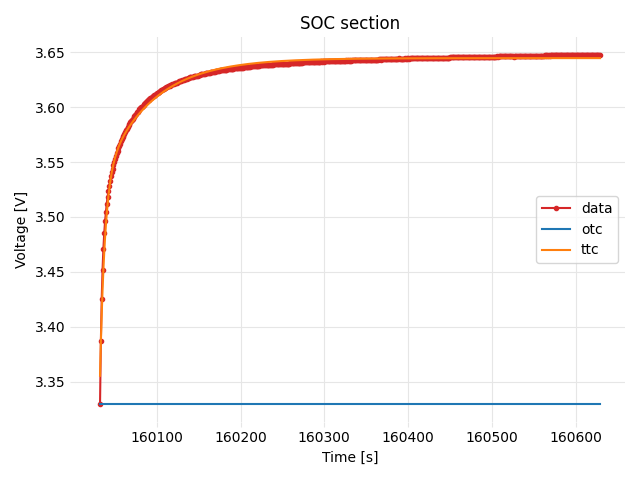 SOC section
3.65
3.60
3.55
3.50
3.45
3.40
3.35
Voltage [V]
data
otc
ttc
160100 160200 160300 160400 160500 160600
Time [s]